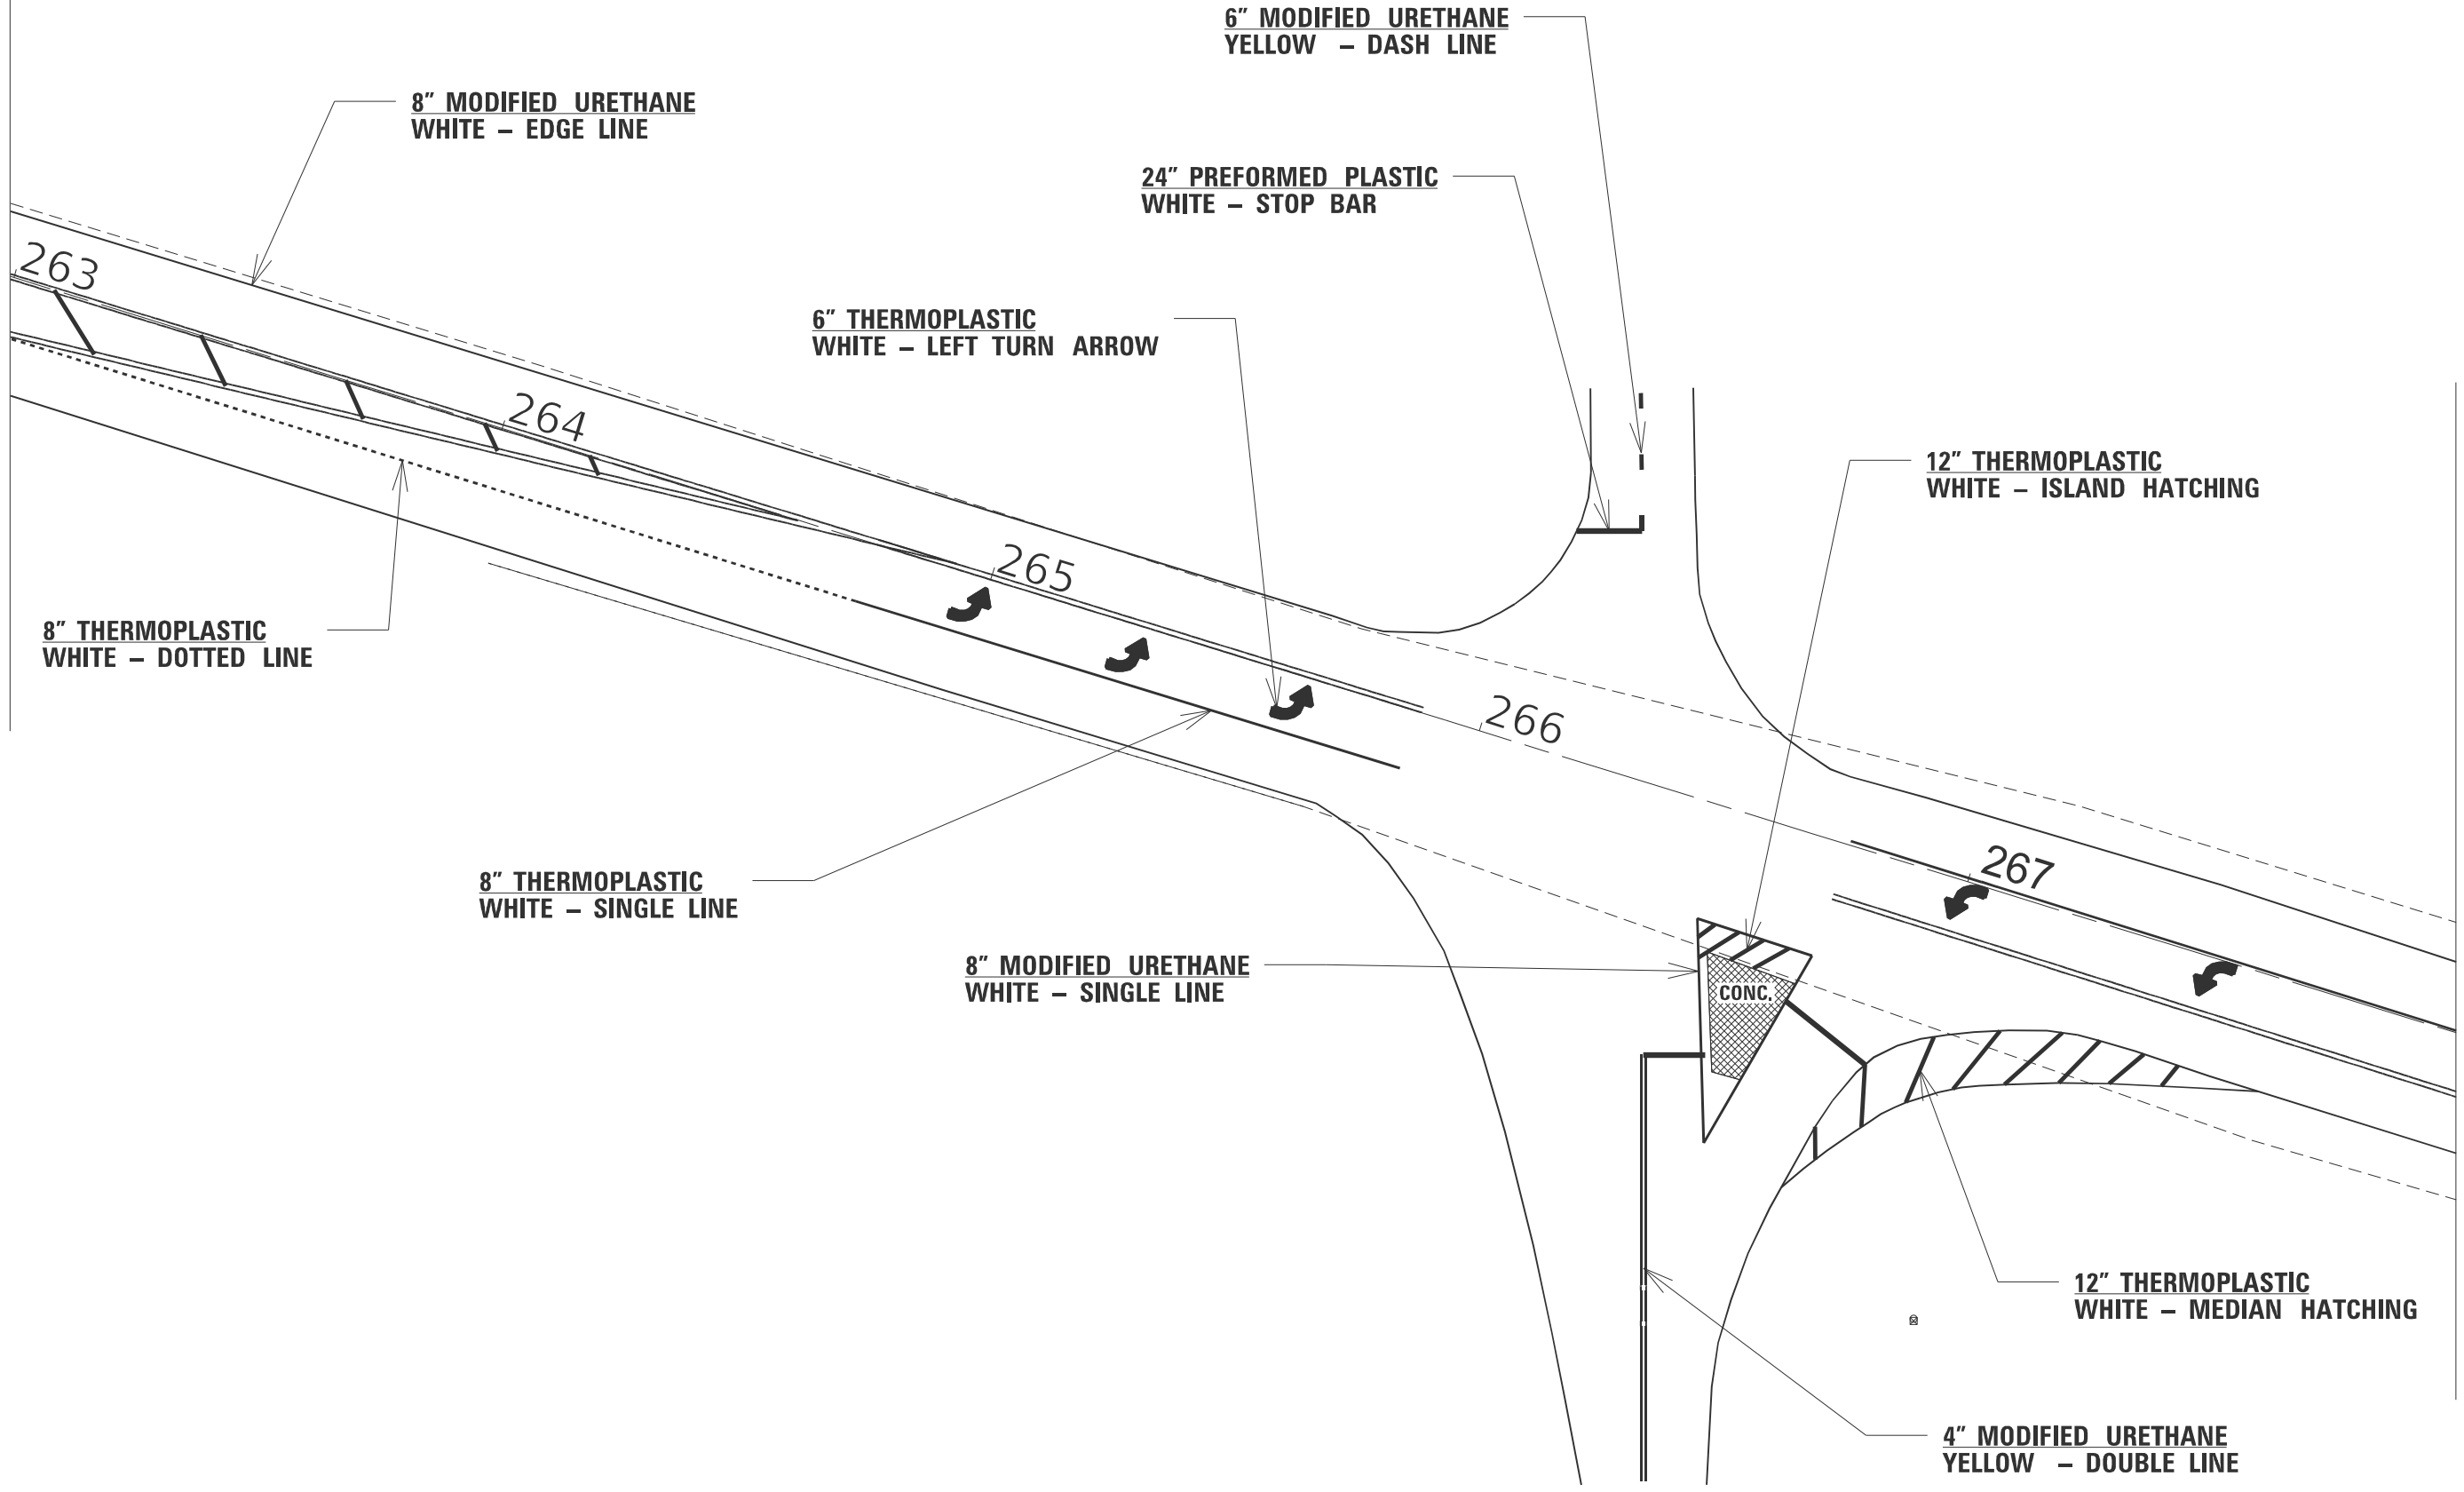 6" MODIFIED URETHANE
YELLOW – DASH LINE
8" MODIFIED URETHANE
WHITE – EDGE LINE
24" PREFORMED PLASTIC
WHITE – STOP BAR
263
6" THERMOPLASTIC
WHITE – LEFT TURN ARROW
264
12" THERMOPLASTIC
WHITE – ISLAND HATCHING
265
8" THERMOPLASTIC
WHITE – DOTTED LINE
266
267
8" THERMOPLASTIC
WHITE – SINGLE LINE
8" MODIFIED URETHANE
WHITE – SINGLE LINE
CONC.
12" THERMOPLASTIC
WHITE – MEDIAN HATCHING
4" MODIFIED URETHANE
YELLOW – DOUBLE LINE